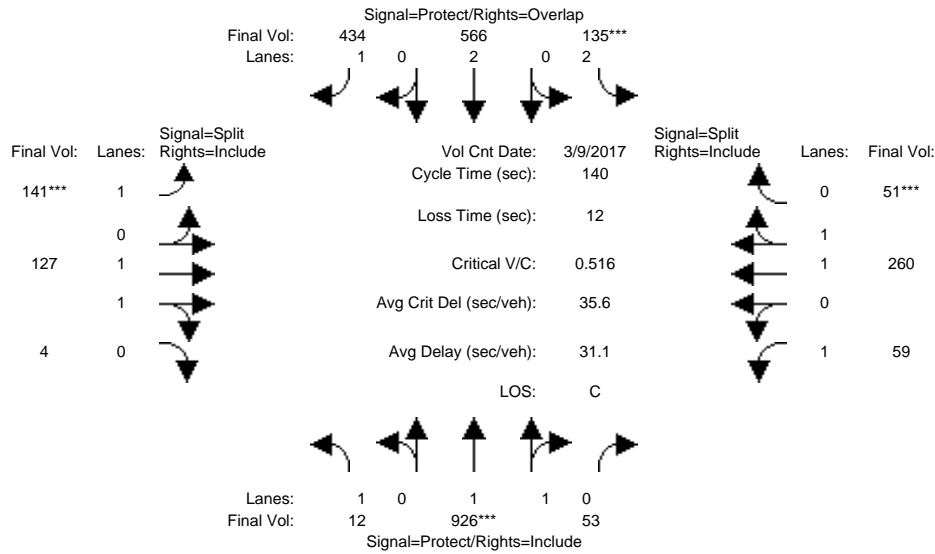 Signal=Protect/Rights=Overlap
Final Vol: 434 566 135***
Lanes: 1 0 2 0 2
Signal=Split
Final Vol: Lanes: Rights=Include
Vol Cnt Date: 3/9/2017
Signal=Split
Rights=Include Lanes: Final Vol:
Cycle Time (sec): 140
141*** 1
0 51***
Loss Time (sec): 12
0
1
127 1
Critical V/C: 0.516
1 260
1
Avg Crit Del (sec/veh): 35.6
0
4 0
Avg Delay (sec/veh): 31.1
1 59
LOS: C
Lanes: 1 0 1 1 0
Final Vol: 12 926*** 53
Signal=Protect/Rights=Include